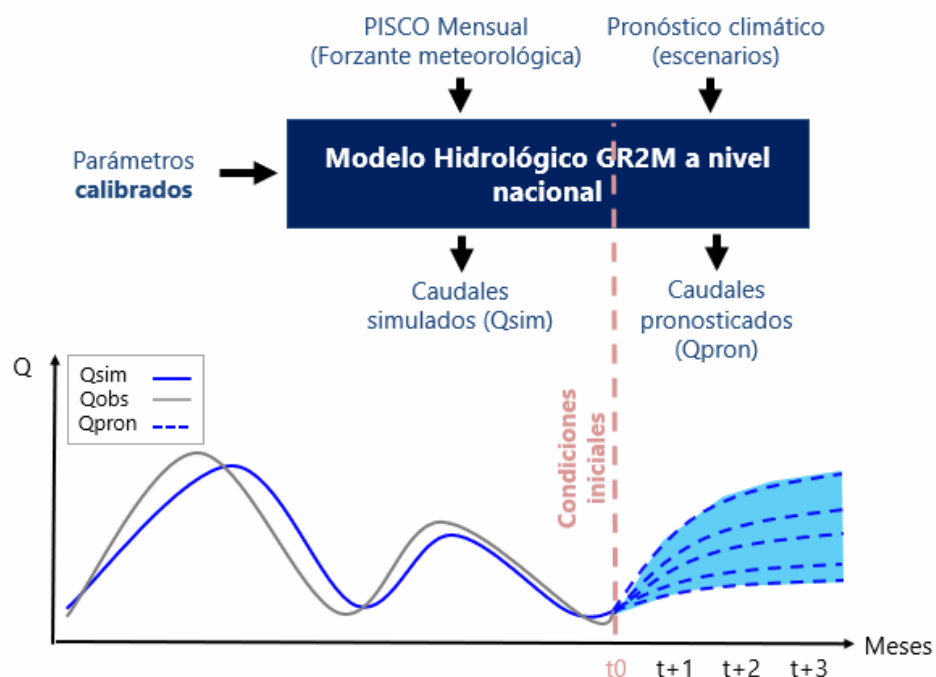 PISCO Mensual
(Forzante meteorológica)
Pronóstico climático
(escenarios)
Parámetros
calibrados
Modelo Hidrológico GR2M a nivel
nacional
Caudales
simulados (Qsim)
Caudales
pronosticados
(Qpron)
Q
Qsim
Qobs
Qpron
Condiciones
iniciales
Meses
t0
t+1
t+2
t+3